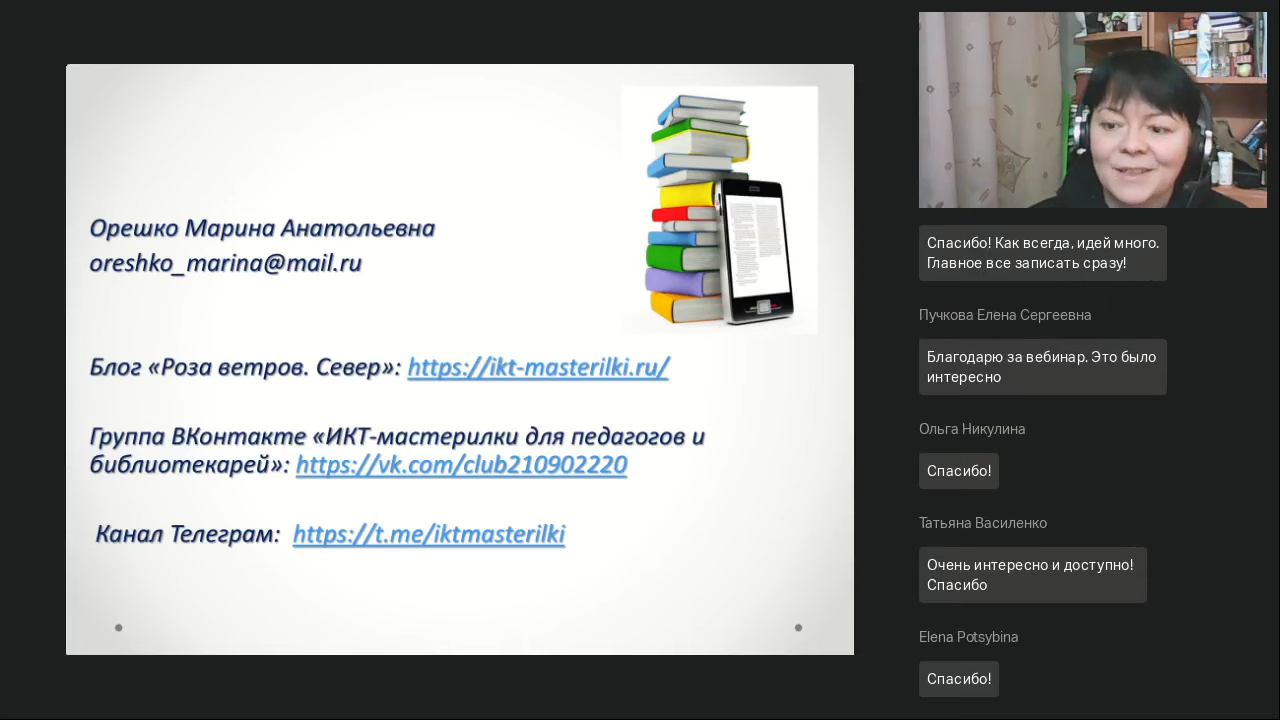 Орешко Марина Анатольевна
oreshko_marina@mail.ru
Блог «Роза ветров. Север»: https://ikt-masterilki.ru/
Группа ВКонтакте «ИКТ-мастерилки для педагогов и
библиотекарей»: https://vk.com/club210902220
Канал Телеграм: https://t.me/iktmasterilki
Спасибо! Как всегда, идей много.
Главное все записать сразу!
Пучкова Елена Сергеевна
Благодарю за вебинар. Это было
интересно
Ольга Никулина
Спасибо!
Татьяна Василенко
Очень интересно и доступно!
Спасибо
Elena Potsybina
Спасибо!